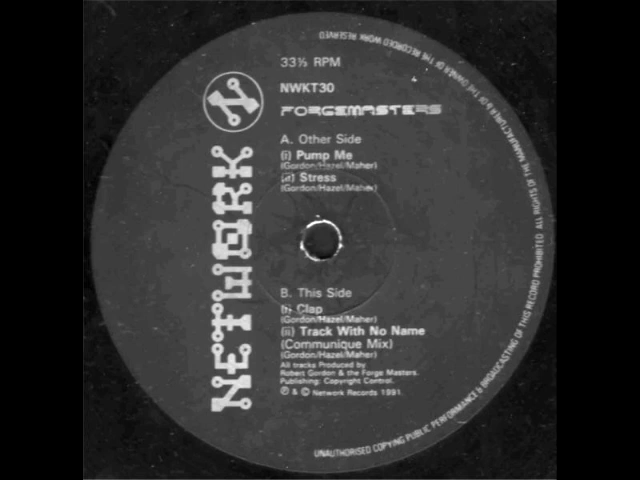 33⅓ RPM
NWKT30
FORGEMASTERS
A. Other Side
(i) Pump Me
(Gordon/Hazel/Maher)
(ii) Stress
(Gordon/Hazel/Maher)
NETWORK
B. This Side
(i) Clap
(Gordon/Hazel/Maher)
(ii) Track With No Name
(Communique Mix)
(Gordon/Hazel/Maher)
All tracks Produced by
Robert Gordon & the Forge Masters.
Publishing: Copyright Control.
℗ & © Network Records 1991.
ALL RIGHTS OF THE MANUFACTURER & OF THE OWNER OF THE RECORDED WORK RESERVED
UNAUTHORISED COPYING PUBLIC PERFORMANCE & BROADCASTING OF THIS RECORD PROHIBITED